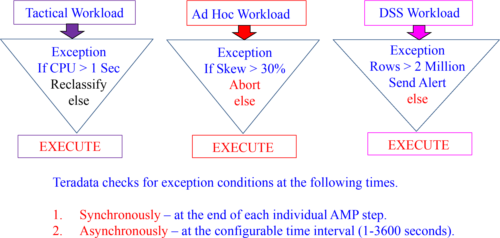 Tactical Workload
Exception
If CPU > 1 Sec
Reclassify
else
EXECUTE
Ad Hoc Workload
Exception
If Skew > 30%
Abort
else
EXECUTE
DSS Workload
Exception
Rows > 2 Million
Send Alert
else
EXECUTE
Teradata checks for exception conditions at the following times.
1. Synchronously – at the end of each individual AMP step.
2. Asynchronously – at the configurable time interval (1-3600 seconds).